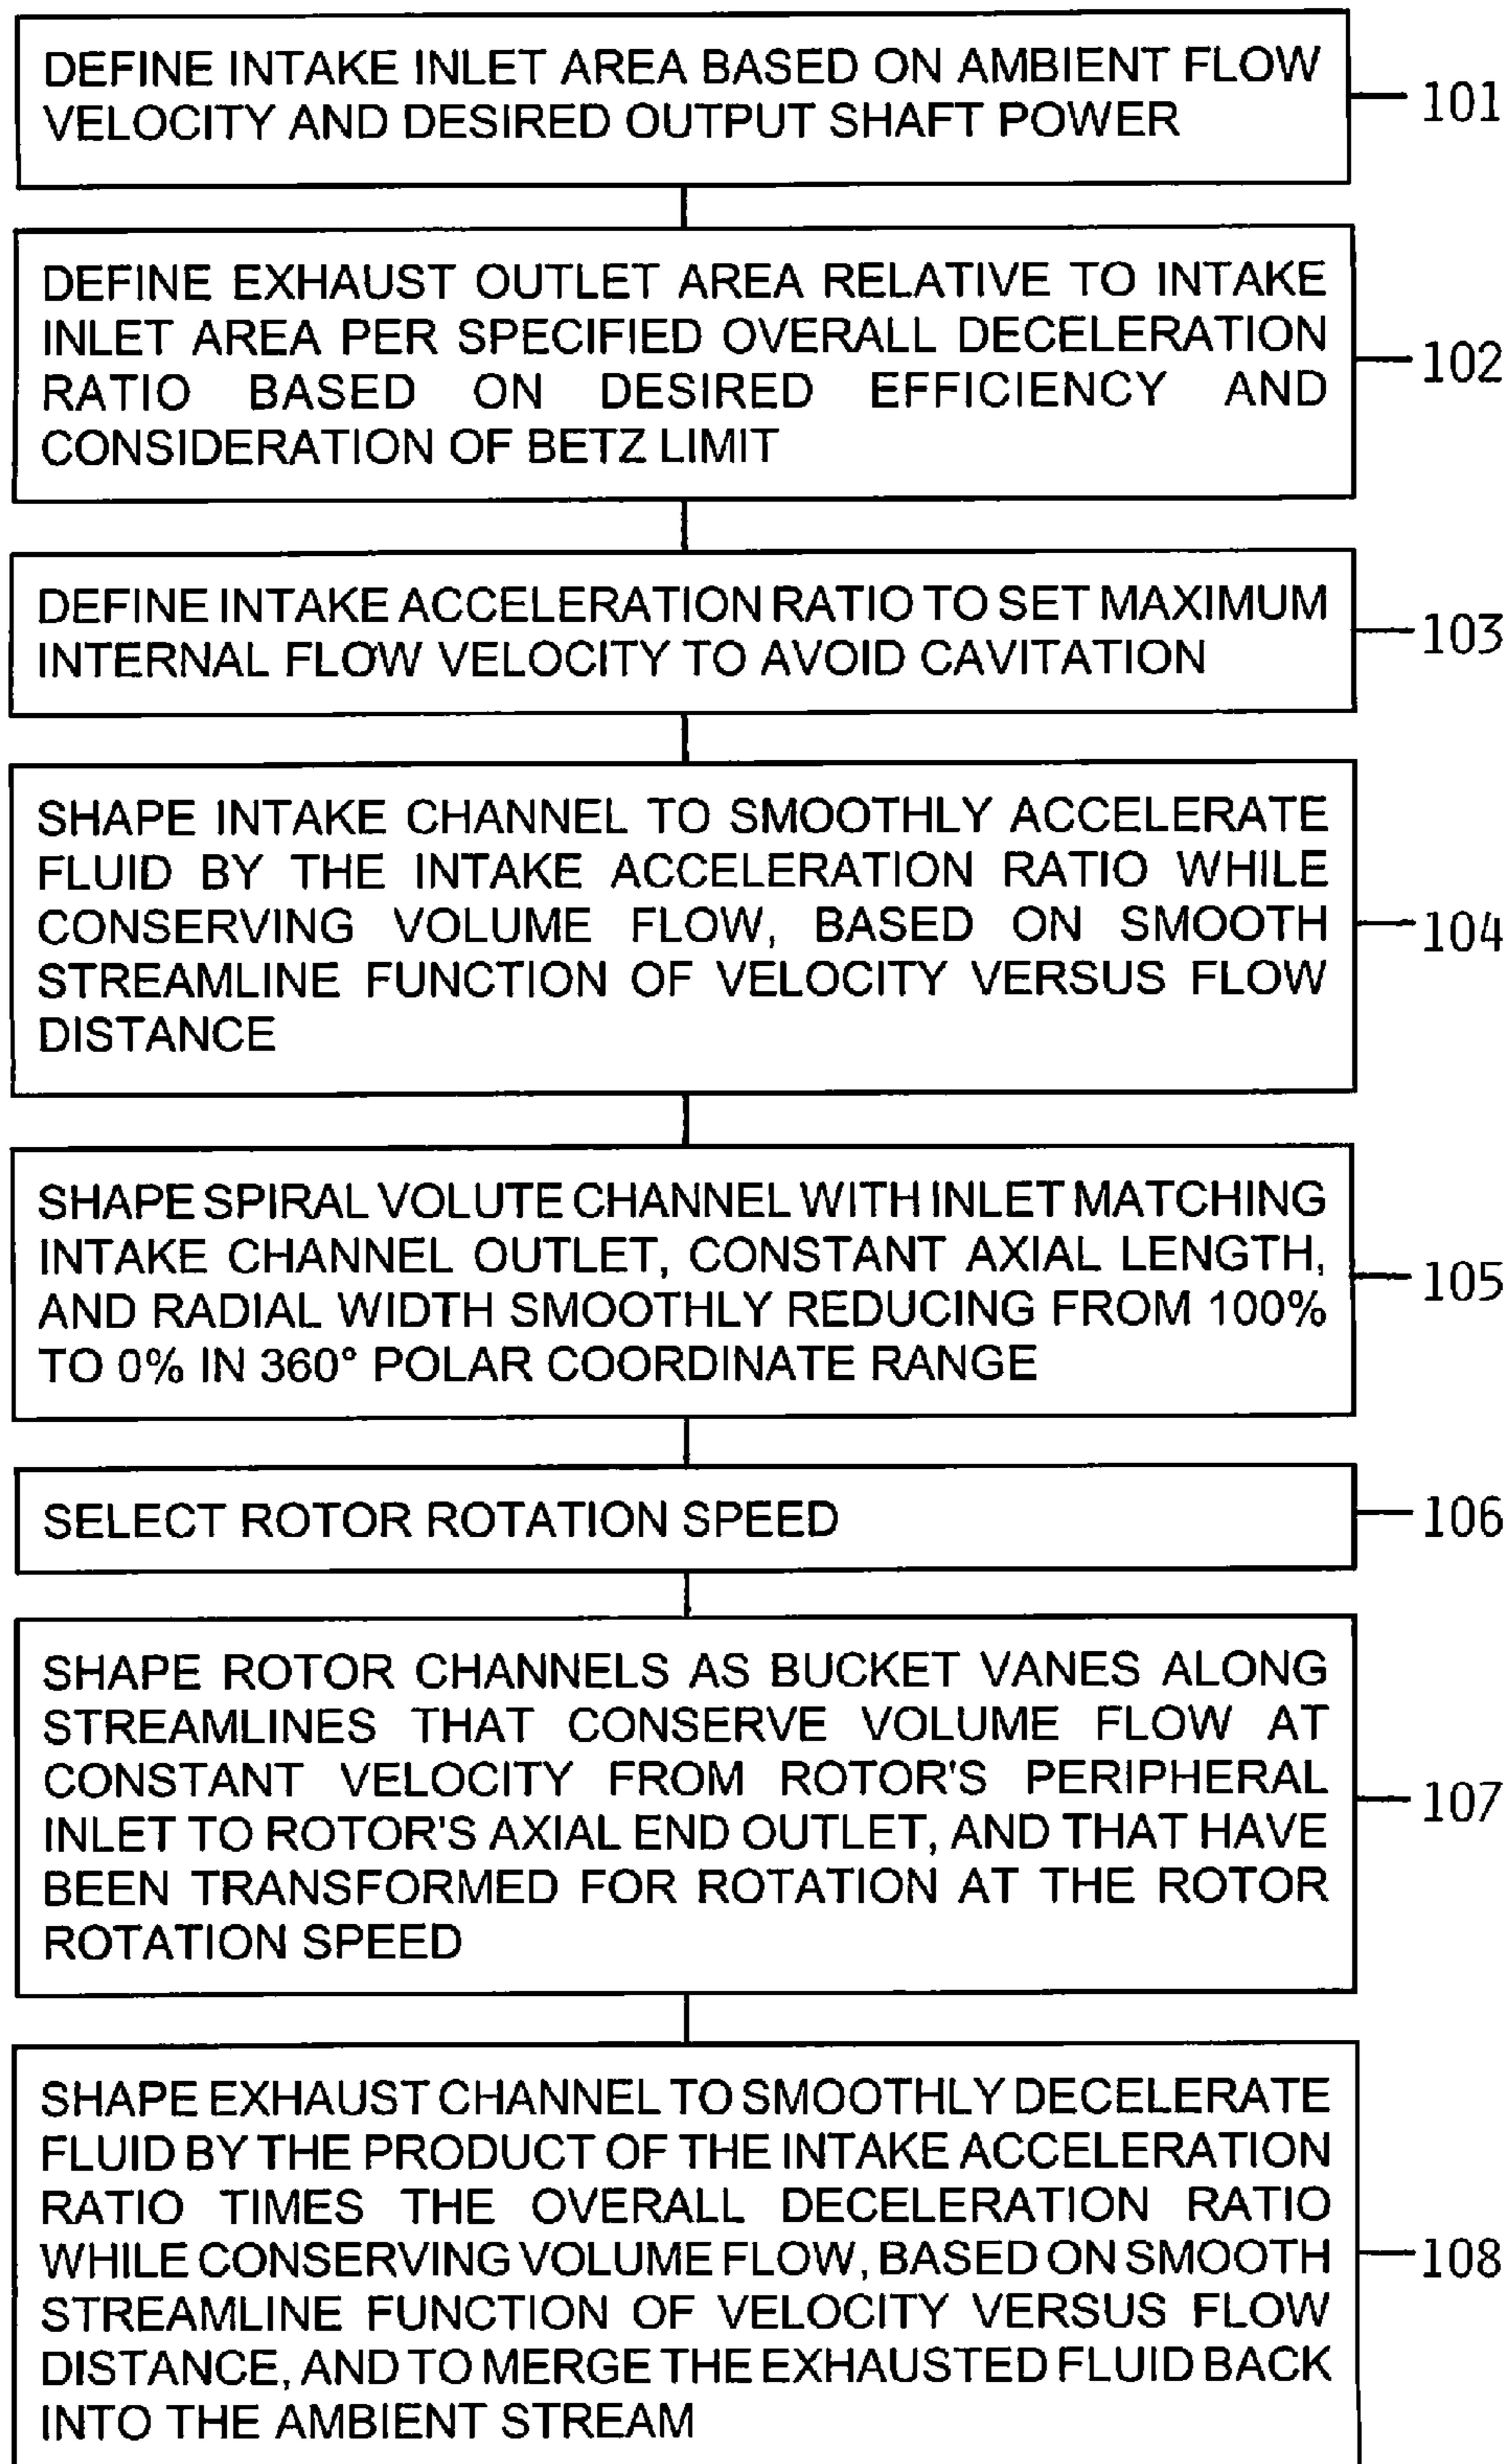 DEFINE INTAKE INLET AREA BASED ON AMBIENT FLOW
VELOCITY AND DESIRED OUTPUT SHAFT POWER
101
DEFINE EXHAUST OUTLET AREA RELATIVE TO INTAKE
INLET AREA PER SPECIFIED OVERALL DECELERATION
RATIO BASED ON DESIRED EFFICIENCY AND
CONSIDERATION OF BETZ LIMIT
102
DEFINE INTAKE ACCELERATION RATIO TO SET MAXIMUM
INTERNAL FLOW VELOCITY TO AVOID CAVITATION
103
SHAPE INTAKE CHANNEL TO SMOOTHLY ACCELERATE
FLUID BY THE INTAKE ACCELERATION RATIO WHILE
CONSERVING VOLUME FLOW, BASED ON SMOOTH
STREAMLINE FUNCTION OF VELOCITY VERSUS FLOW
DISTANCE
104
SHAPE SPIRAL VOLUTE CHANNEL WITH INLET MATCHING
INTAKE CHANNEL OUTLET, CONSTANT AXIAL LENGTH,
AND RADIAL WIDTH SMOOTHLY REDUCING FROM 100%
TO 0% IN 360° POLAR COORDINATE RANGE
105
SELECT ROTOR ROTATION SPEED
106
SHAPE ROTOR CHANNELS AS BUCKET VANES ALONG
STREAMLINES THAT CONSERVE VOLUME FLOW AT
CONSTANT VELOCITY FROM ROTOR'S PERIPHERAL
INLET TO ROTOR'S AXIAL END OUTLET, AND THAT HAVE
BEEN TRANSFORMED FOR ROTATION AT THE ROTOR
ROTATION SPEED
107
SHAPE EXHAUST CHANNEL TO SMOOTHLY DECELERATE
FLUID BY THE PRODUCT OF THE INTAKE ACCELERATION
RATIO TIMES THE OVERALL DECELERATION RATIO
WHILE CONSERVING VOLUME FLOW, BASED ON SMOOTH
STREAMLINE FUNCTION OF VELOCITY VERSUS FLOW
DISTANCE, AND TO MERGE THE EXHAUSTED FLUID BACK
INTO THE AMBIENT STREAM
108